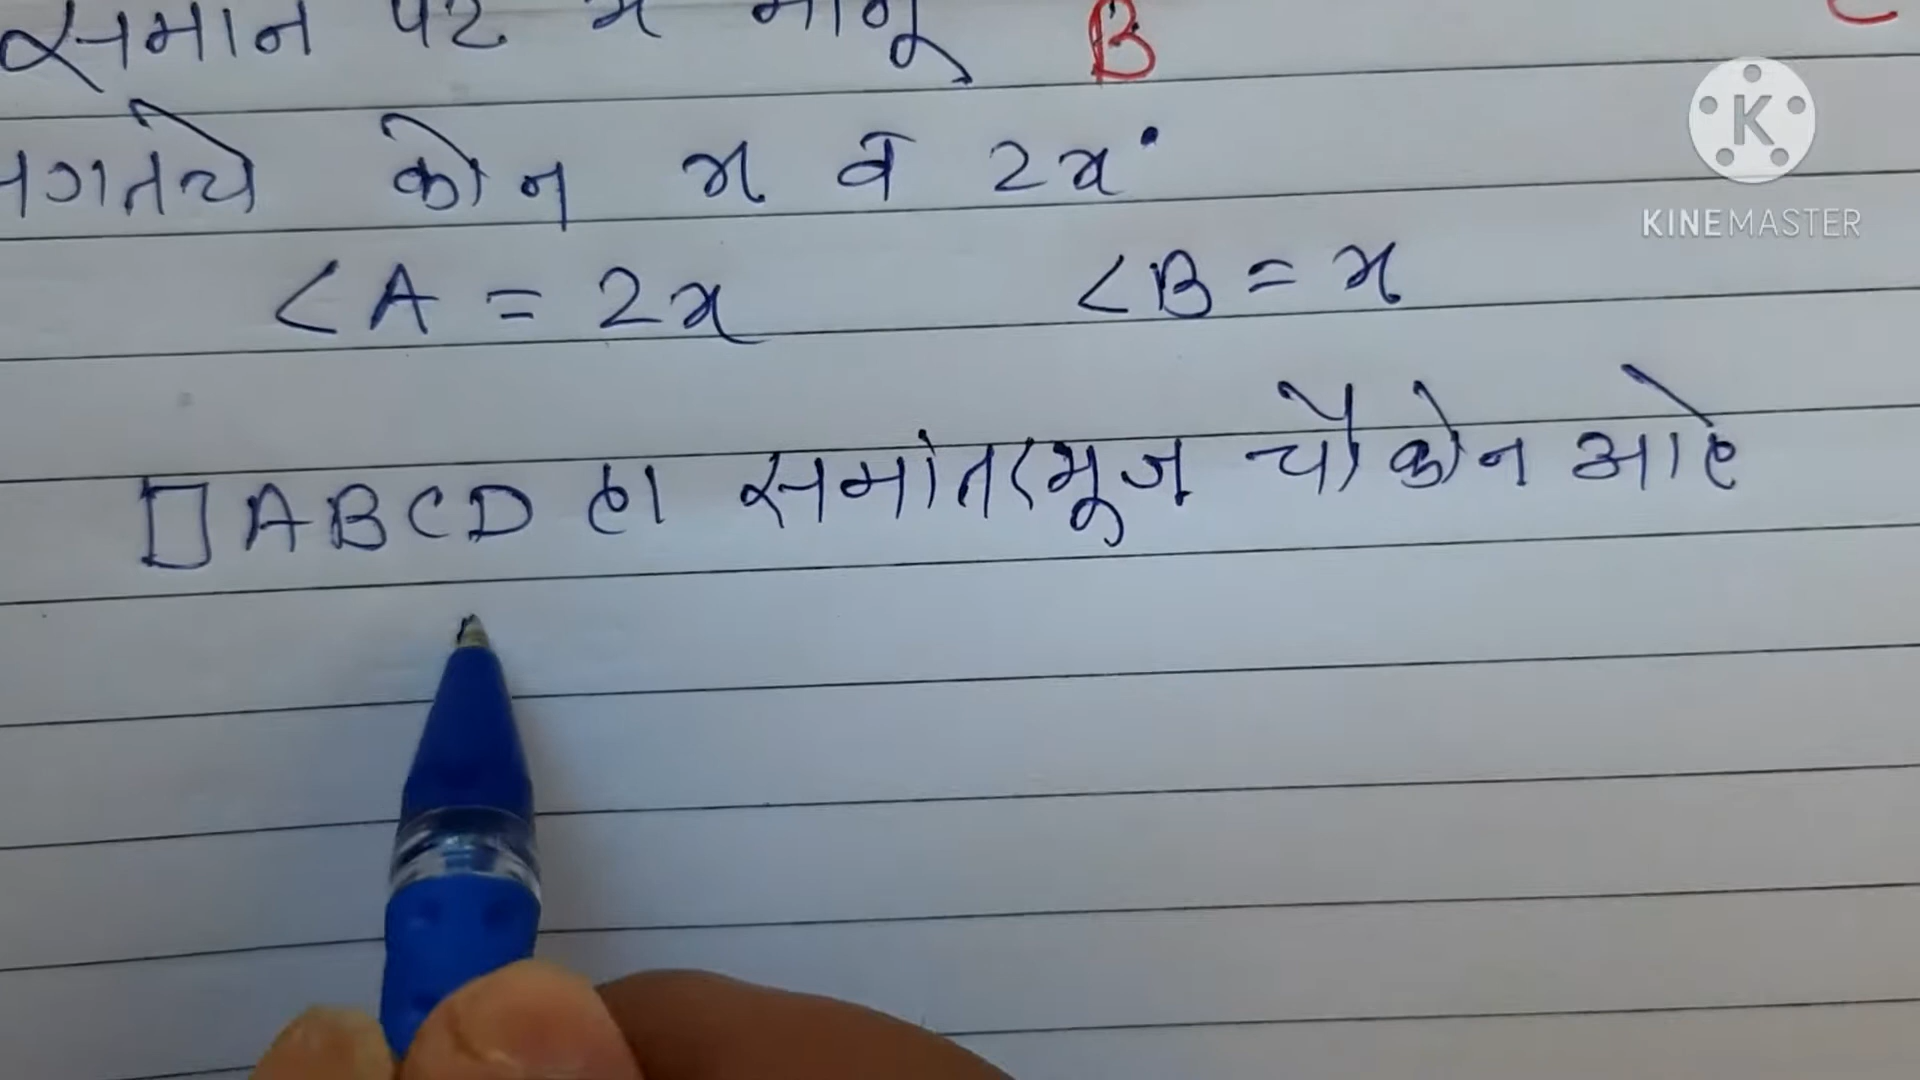 समान पट x मानू B
लगतचे कोन x व 2x°
<A = 2x <B = x
□ABCD हा समांतरभूज चौकोन आहे
K
KINEMASTER